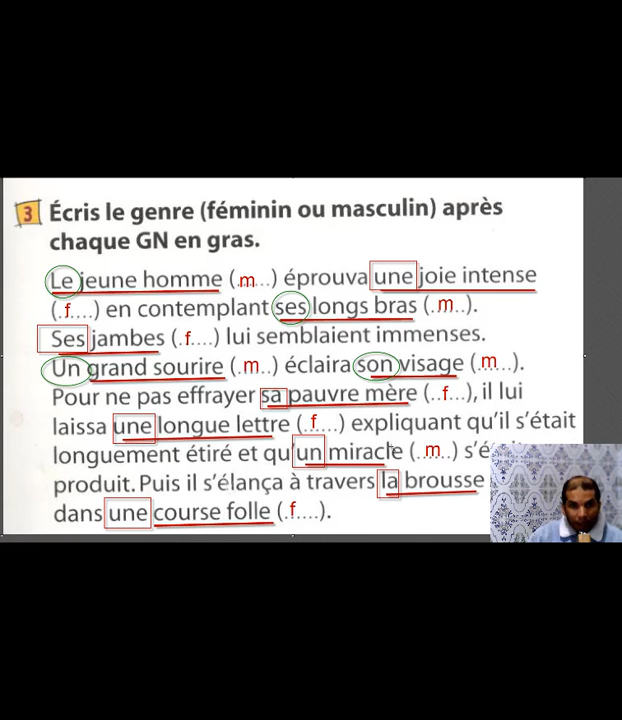 3 Écris le genre (féminin ou masculin) après
chaque GN en gras.
Le jeune homme (.m...) éprouva une joie intense
(.f....) en contemplant ses longs bras (.m..).
Ses jambes (.f....) lui semblaient immenses.
Un grand sourire (.m..) éclaira son visage (m...).
Pour ne pas effrayer sa pauvre mère (..f...), il lui
laissa une longue lettre (.f....) expliquant qu'il s'était
longuement étiré et qu'un miracle (..m..)
produit. Puis il s'élança à travers la brousse
dans une course folle (.f....).